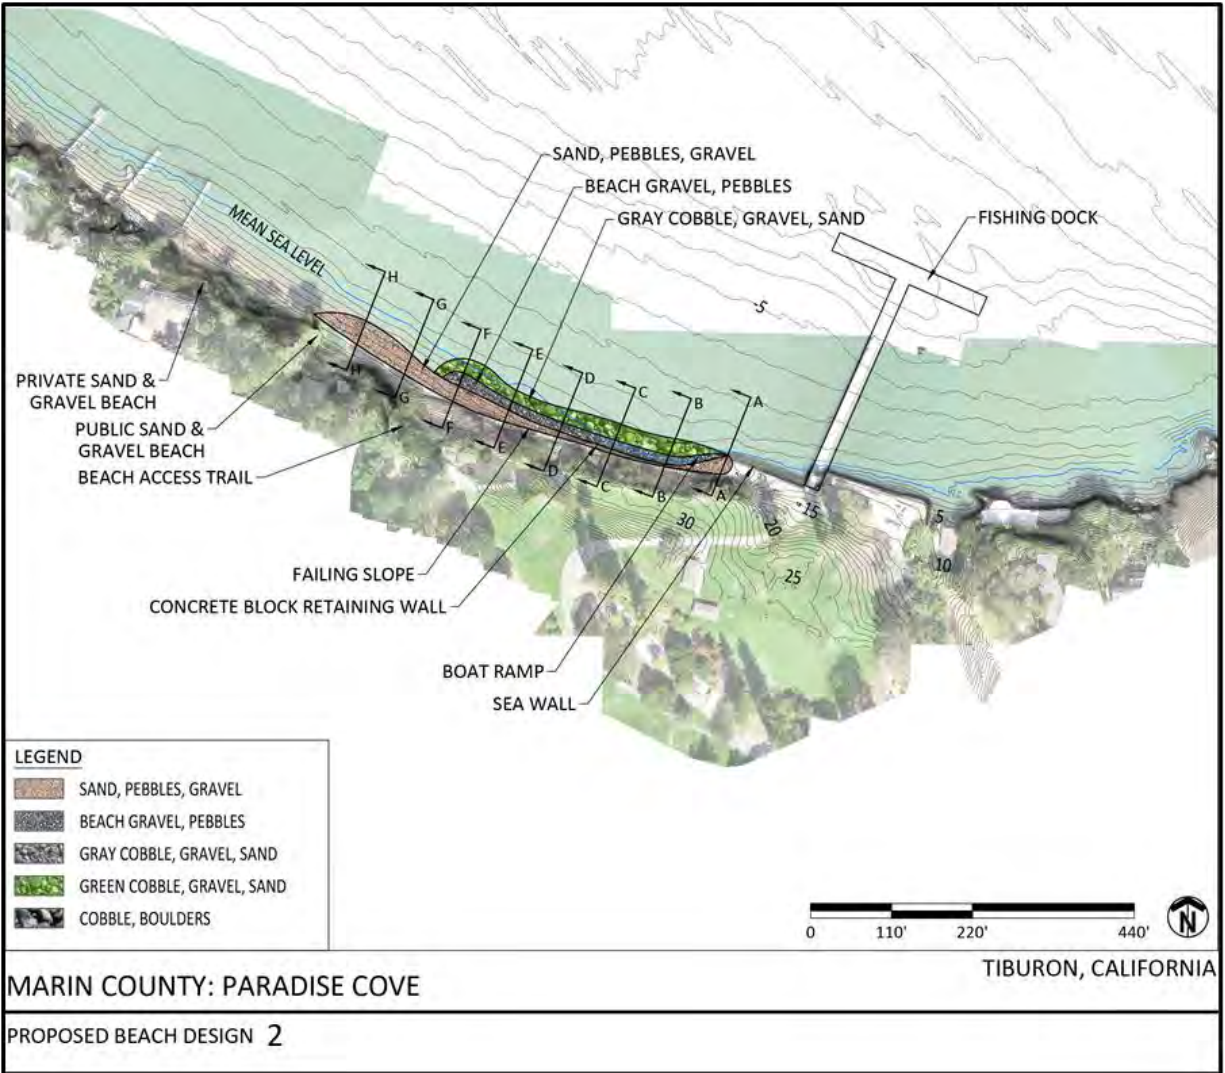 SAND, PEBBLES, GRAVEL
BEACH GRAVEL, PEBBLES
GRAY COBBLE, GRAVEL, SAND
FISHING DOCK
MEAN SEA LEVEL
H
G
F
E
D
C
B
A
-5
H
G
F
E
D
C
B
A
PRIVATE SAND &
GRAVEL BEACH
PUBLIC SAND &
GRAVEL BEACH
BEACH ACCESS TRAIL
30
20
15
5
25
10
FAILING SLOPE
CONCRETE BLOCK RETAINING WALL
BOAT RAMP
SEA WALL
LEGEND
SAND, PEBBLES, GRAVEL
BEACH GRAVEL, PEBBLES
GRAY COBBLE, GRAVEL, SAND
GREEN COBBLE, GRAVEL, SAND
COBBLE, BOULDERS
0 110' 220' 440'
N
TIBURON, CALIFORNIA
MARIN COUNTY: PARADISE COVE
PROPOSED BEACH DESIGN 2